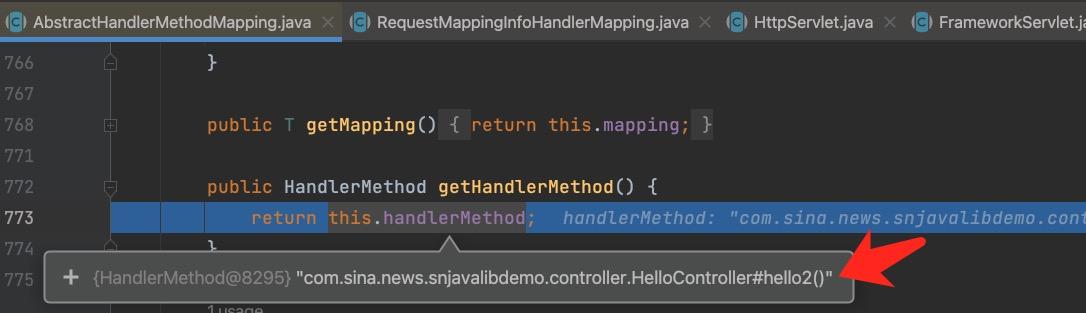 AbstractHandlerMethodMapping.java × RequestMappingInfoHandlerMapping.java × HttpServlet.java × FrameworkServlet.ja
766 }
767
768 public T getMapping() { return this.mapping; }
771
772 public HandlerMethod getHandlerMethod() {
773 return this.handlerMethod; handlerMethod: "com.sina.news.snjavalibdemo.cont
774 }
+ {HandlerMethod@8295} "com.sina.news.snjavalibdemo.controller.HelloController#hello2()"
775
1 usage